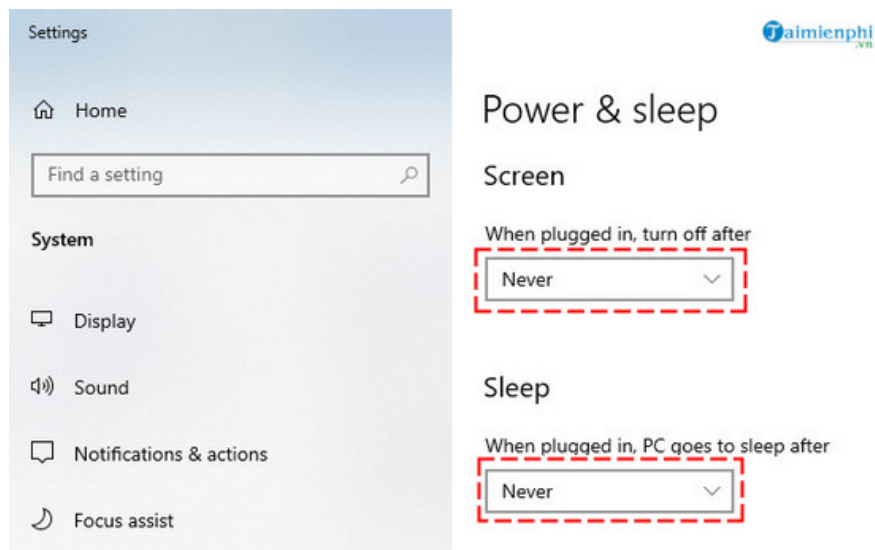 Settings
Taimienphi
.vn
Home
Find a setting
System
Display
Sound
Notifications & actions
Focus assist
Power & sleep
Screen
When plugged in, turn off after
Never
Sleep
When plugged in, PC goes to sleep after
Never